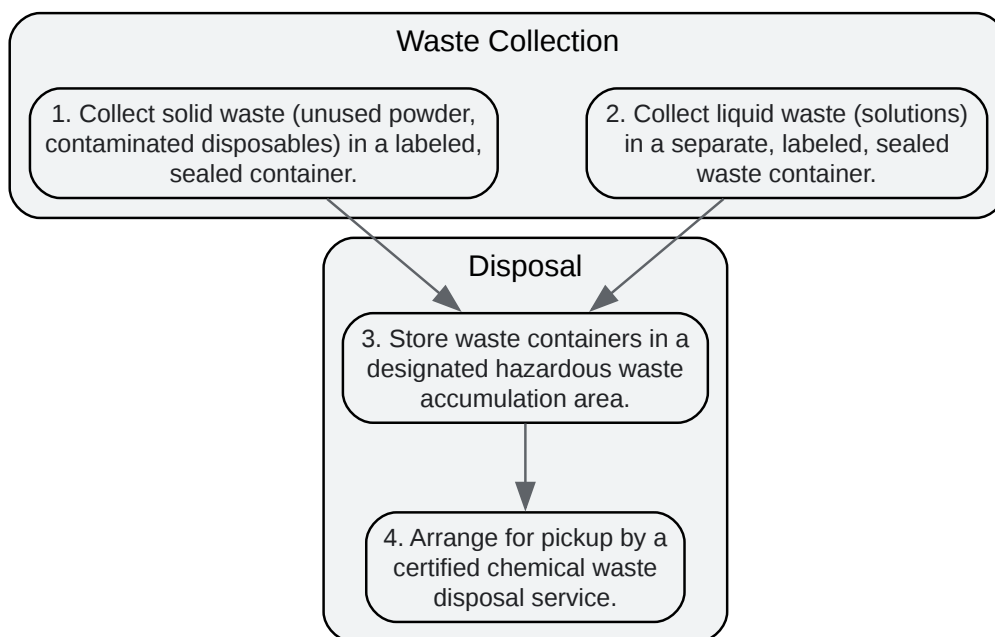 Waste Collection
1. Collect solid waste (unused powder,
contaminated disposables) in a labeled,
sealed container.
2. Collect liquid waste (solutions)
in a separate, labeled, sealed
waste container.
Disposal
3. Store waste containers in a
designated hazardous waste
accumulation area.
4. Arrange for pickup by a
certified chemical waste
disposal service.